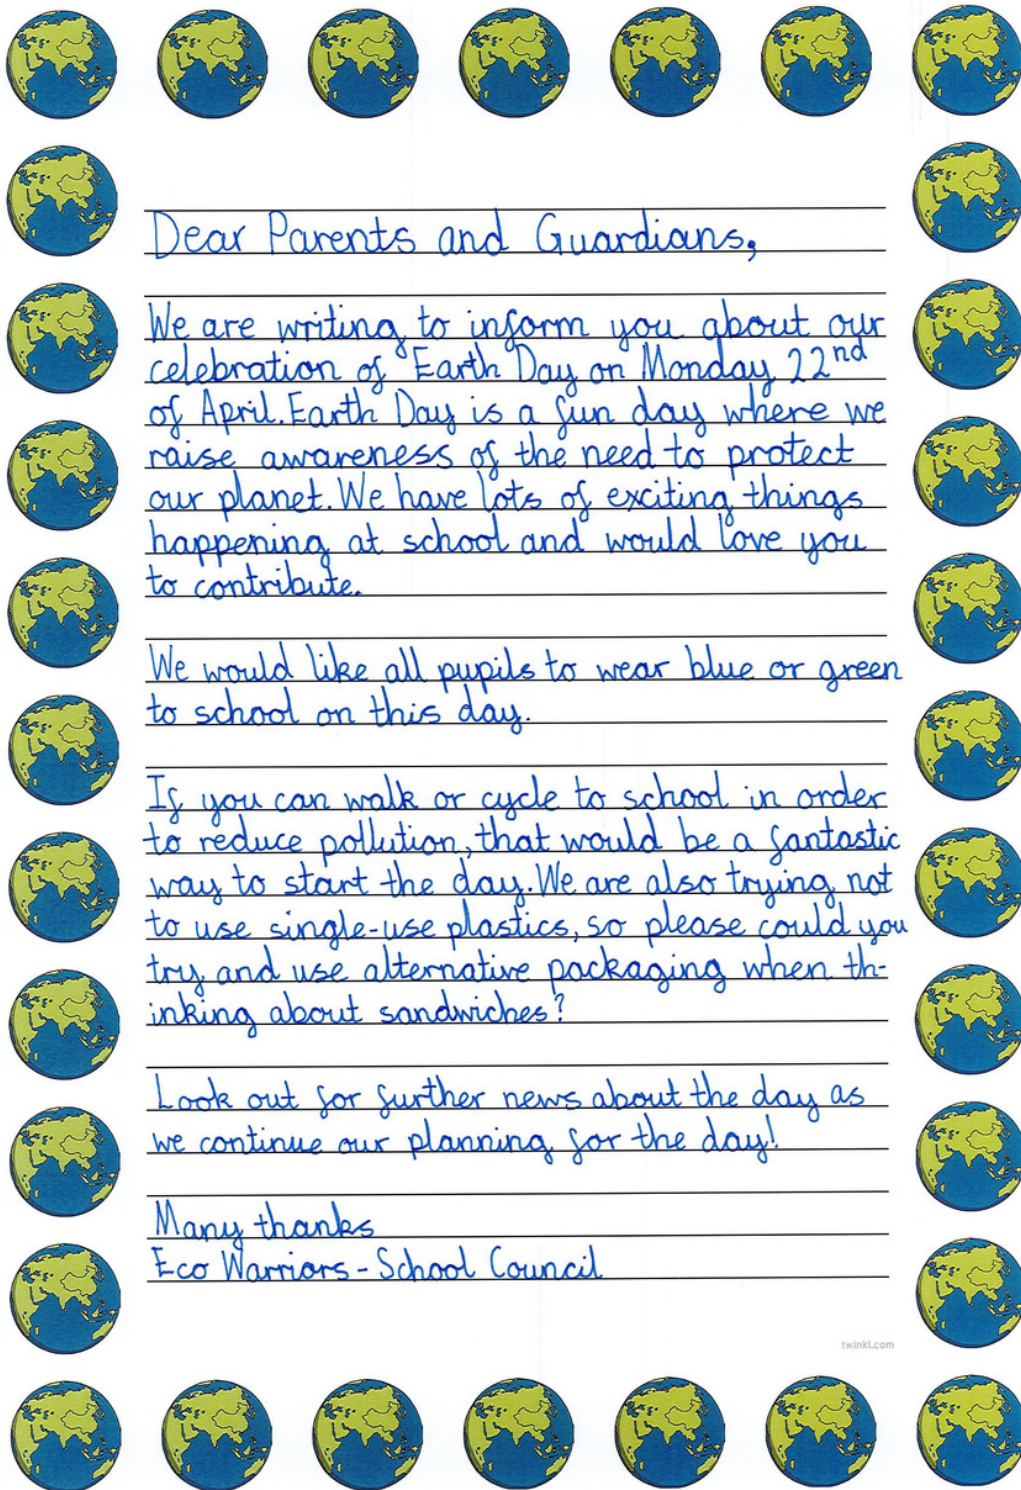 Dear Parents and Guardians,
We are writing to inform you about our
celebration of Earth Day on Monday 22nd
of April. Earth Day is a fun day where we
raise awareness of the need to protect
our planet. We have lots of exciting things
happening at school and would love you
to contribute.
We would like all pupils to wear blue or green
to school on this day.
If you can walk or cycle to school in order
to reduce pollution, that would be a fantastic
way to start the day. We are also trying not
to use single-use plastics, so please could you
try and use alternative packaging when th-
inking about sandwiches?
Look out for further news about the day as
we continue our planning for the day!
Many thanks
Eco Warriors - School Council
twinkl.com